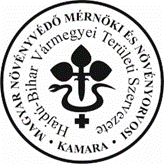 MAGYAR NÖVÉNYVÉDŐ MÉRNÖKI ÉS NÖVÉNYORVOSI
KAMARA
Hajdú-Bihar Vármegyei Területi Szervezete